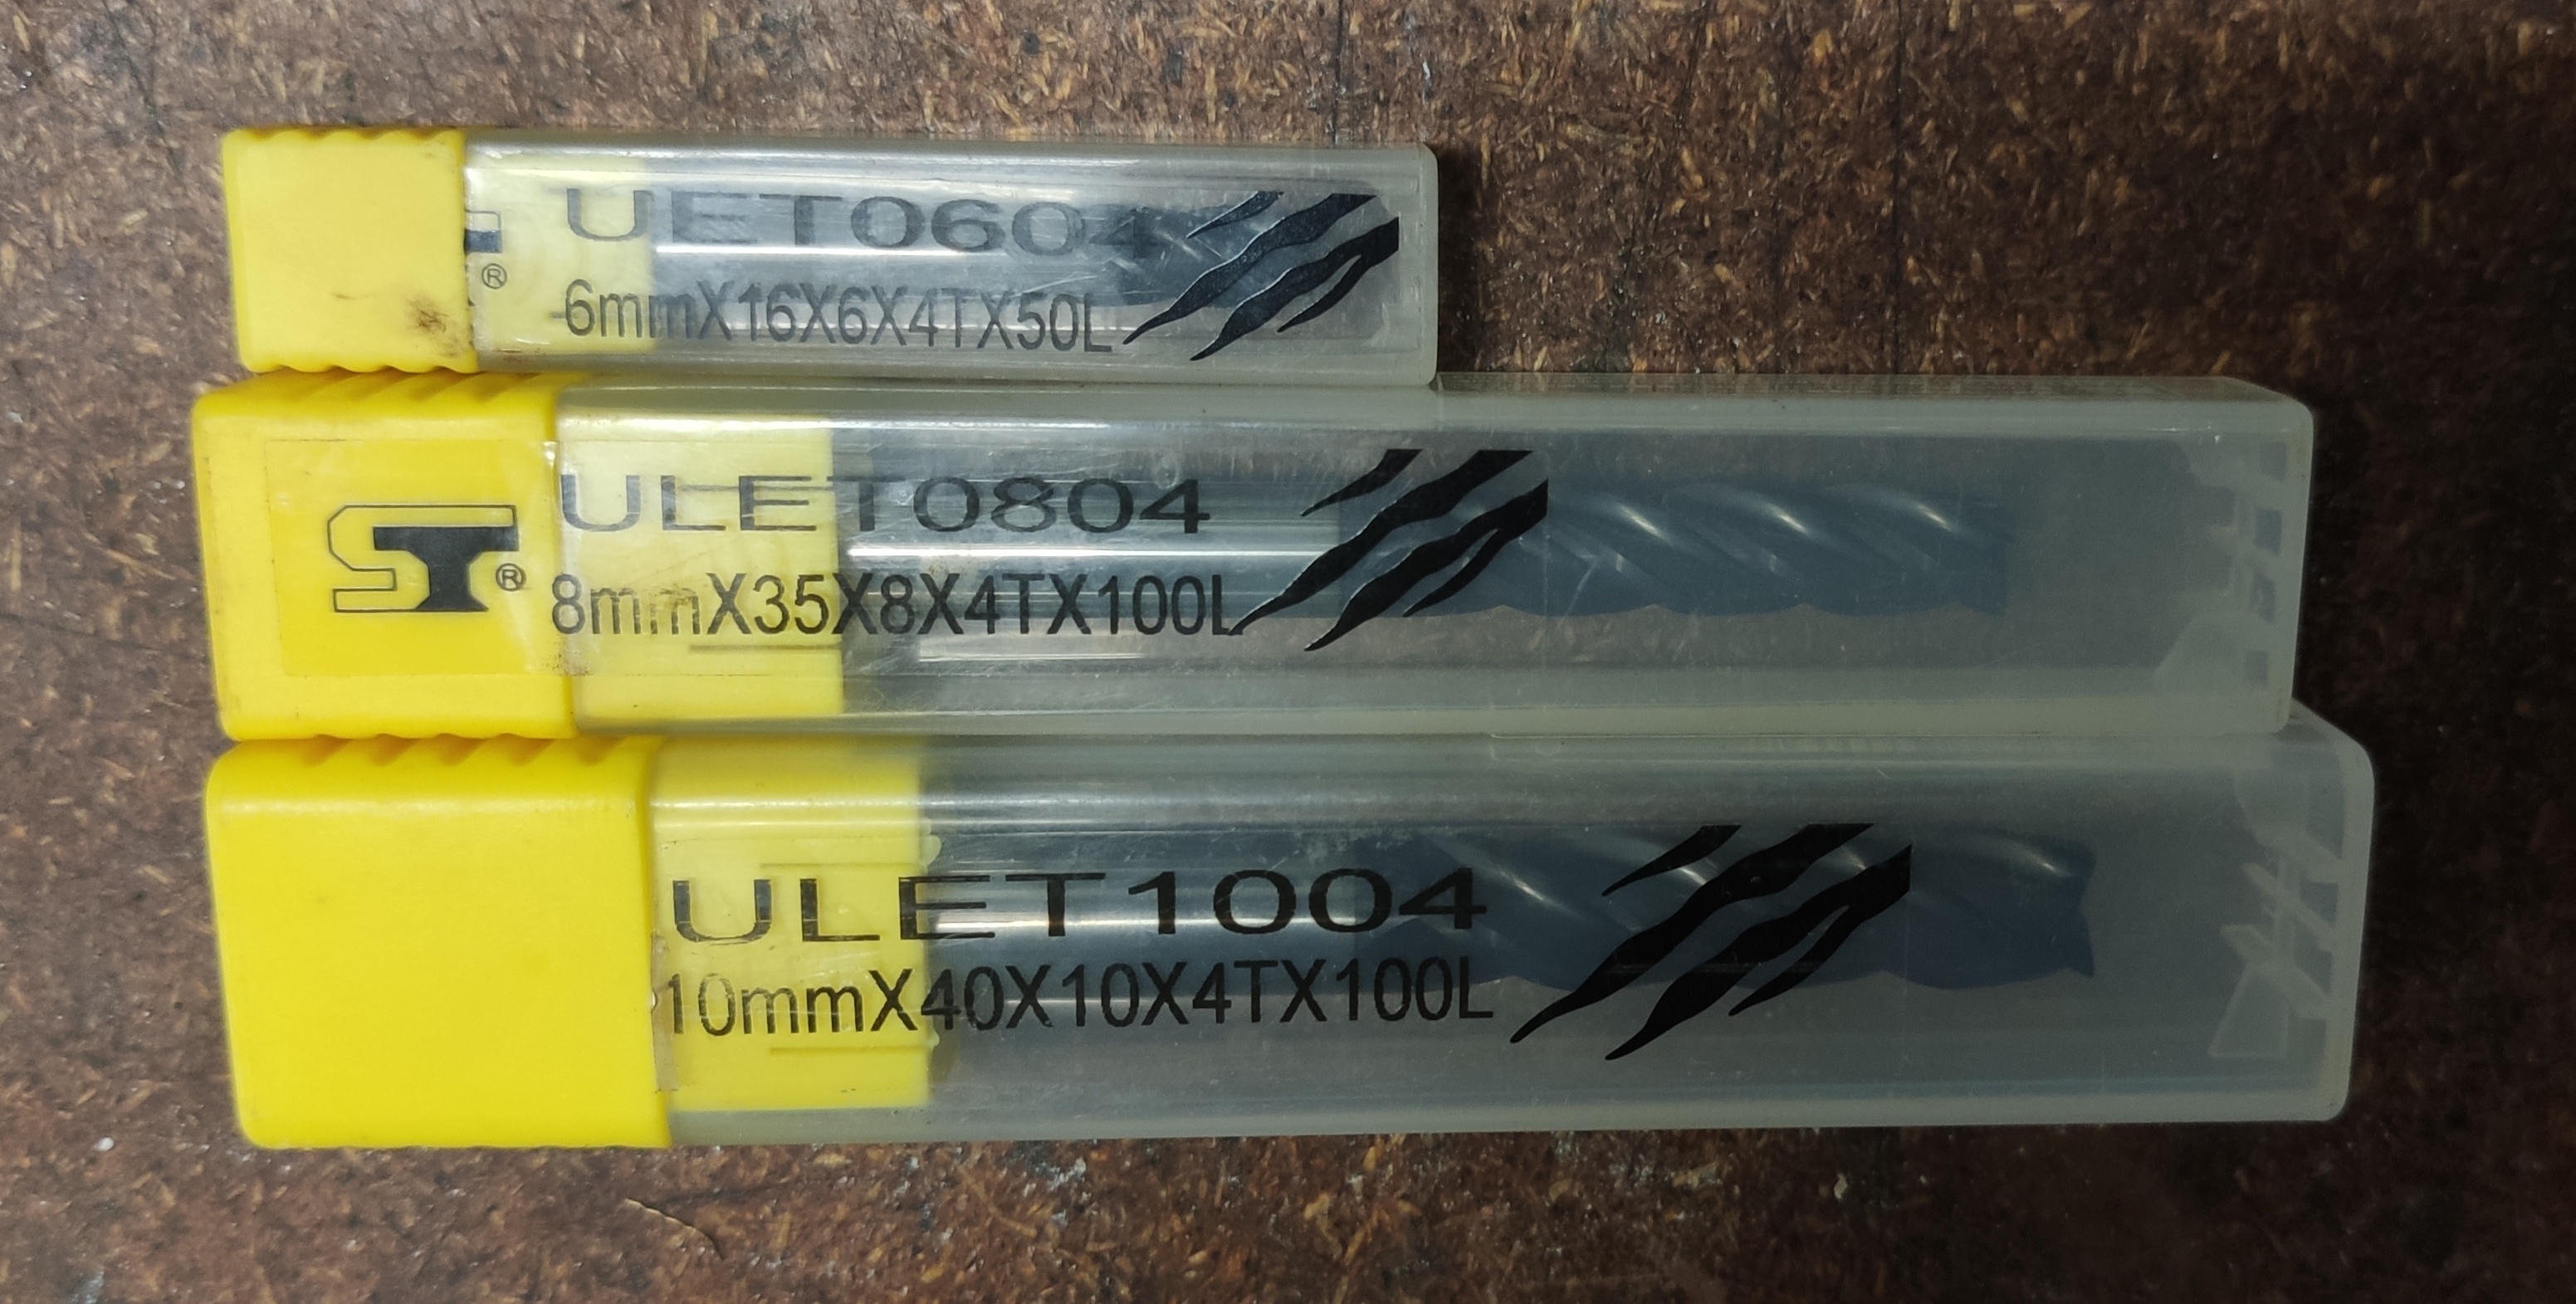 UET0604
®
6mmX16X6X4TX50L
ULET0804
ST®
8mmX35X8X4TX100L
ULET1004
10mmX40X10X4TX100L